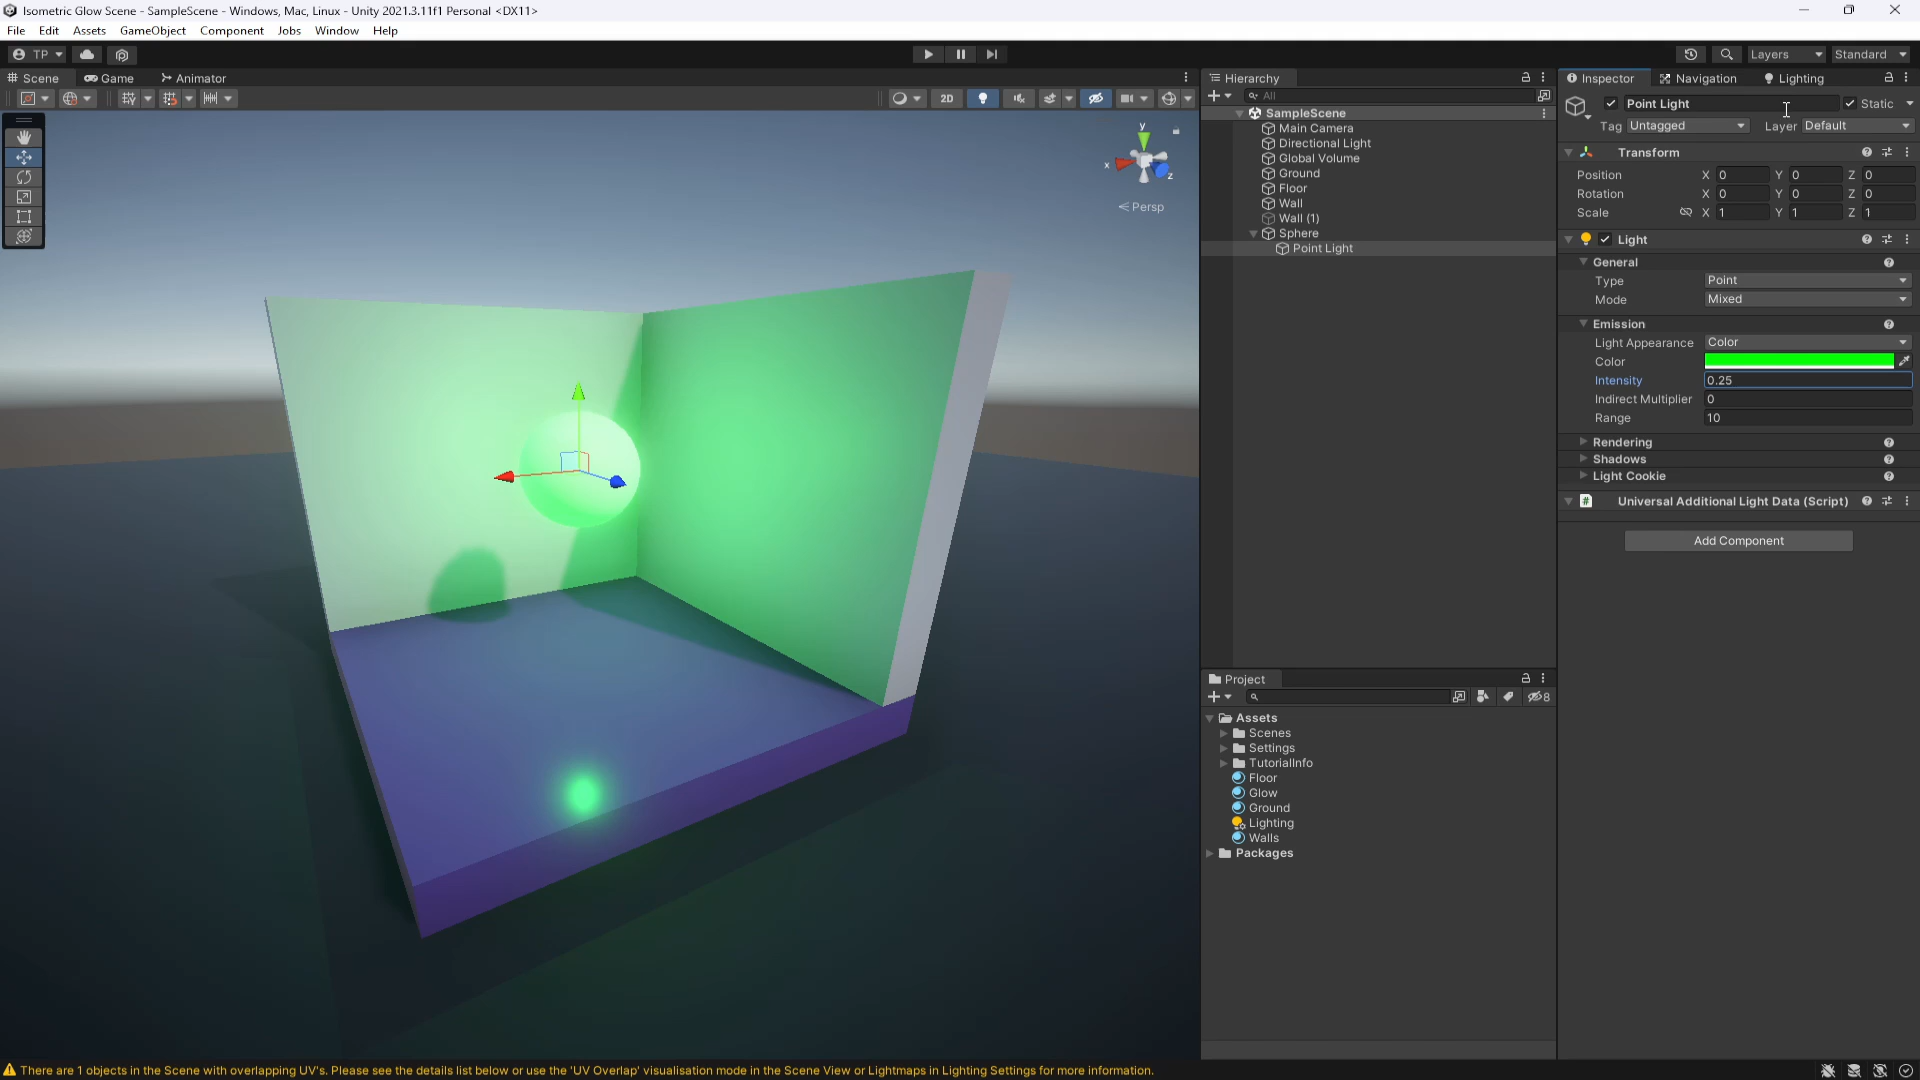 Isometric Glow Scene - SampleScene - Windows, Mac, Linux - Unity 2021.3.11f1 Personal <DX11>
File Edit Assets GameObject Component Jobs Window Help
TP Layers Standard
Scene Game Animator
2D
y
x
z
Persp
Hierarchy
All
SampleScene
Main Camera
Directional Light
Global Volume
Ground
Floor
Wall
Wall (1)
Sphere
Point Light
Project
8
Assets
Scenes
Settings
TutorialInfo
Floor
Glow
Ground
Lighting
Walls
Packages
Inspector Navigation Lighting
Point Light Static
Tag Untagged Layer Default
Transform
Position X 0 Y 0 Z 0
Rotation X 0 Y 0 Z 0
Scale X 1 Y 1 Z 1
Light
General
Type Point
Mode Mixed
Emission
Light Appearance Color
Color
Intensity 0.25
Indirect Multiplier 0
Range 10
Rendering
Shadows
Light Cookie
# Universal Additional Light Data (Script)
Add Component
There are 1 objects in the Scene with overlapping UV's. Please see the details list below or use the 'UV Overlap' visualisation mode in the Scene View or Lightmaps in Lighting Settings for more information.